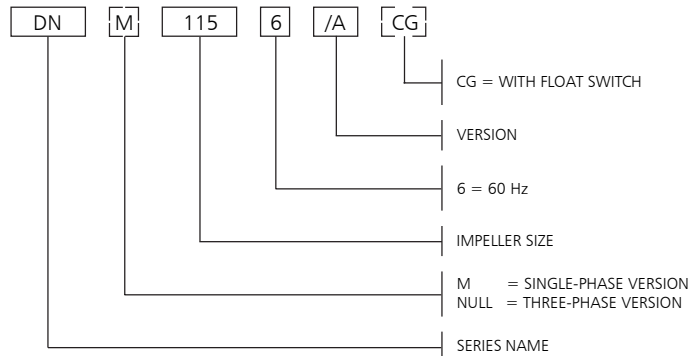 DN M 115 6 /A CG
CG = WITH FLOAT SWITCH
VERSION
6 = 60 Hz
IMPELLER SIZE
M = SINGLE-PHASE VERSION
NULL = THREE-PHASE VERSION
SERIES NAME